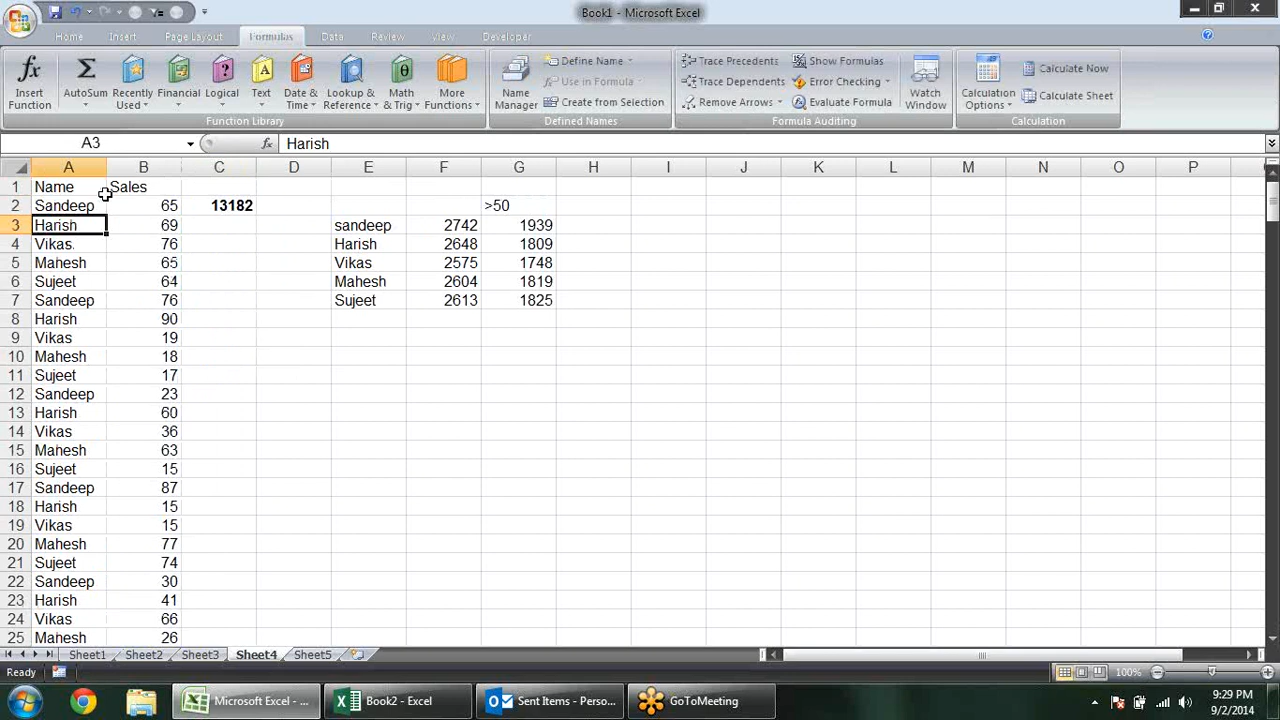 Book1 - Microsoft Excel
Home Insert Page Layout Formulas Data Review View Developer
fx Σ ? A θ
Insert Function
AutoSum
Recently Used
Financial
Logical
Text
Date & Time
Lookup & Reference
Math & Trig
More Functions
Function Library
Name Manager
Define Name
Use in Formula
Create from Selection
Defined Names
Trace Precedents
Trace Dependents
Remove Arrows
Show Formulas
Error Checking
Evaluate Formula
Formula Auditing
Watch Window
Calculation Options
Calculate Now
Calculate Sheet
Calculation
A3 fx Harish
A B C D E F G H I J K L M N O P
1 Name Sales
2 Sandeep 65 13182 >50
3 Harish 69 sandeep 2742 1939
4 Vikas 76 Harish 2648 1809
5 Mahesh 65 Vikas 2575 1748
6 Sujeet 64 Mahesh 2604 1819
7 Sandeep 76 Sujeet 2613 1825
8 Harish 90
9 Vikas 19
10 Mahesh 18
11 Sujeet 17
12 Sandeep 23
13 Harish 60
14 Vikas 36
15 Mahesh 63
16 Sujeet 15
17 Sandeep 87
18 Harish 15
19 Vikas 15
20 Mahesh 77
21 Sujeet 74
22 Sandeep 30
23 Harish 41
24 Vikas 66
25 Mahesh 26
Sheet1 Sheet2 Sheet3 Sheet4 Sheet5
Ready 100%
Microsoft Excel - ... Book2 - Excel Sent Items - Perso... GoToMeeting
9:29 PM
9/2/2014